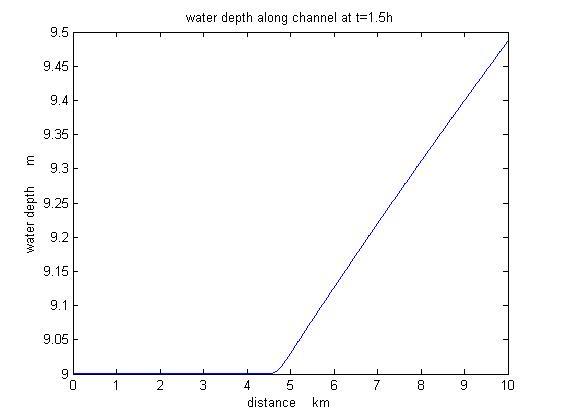 water depth along channel at t=1.5h
9.5
9.45
9.4
9.35
9.3
9.25
9.2
9.15
9.1
9.05
9
water depth m
0 1 2 3 4 5 6 7 8 9 10
distance km